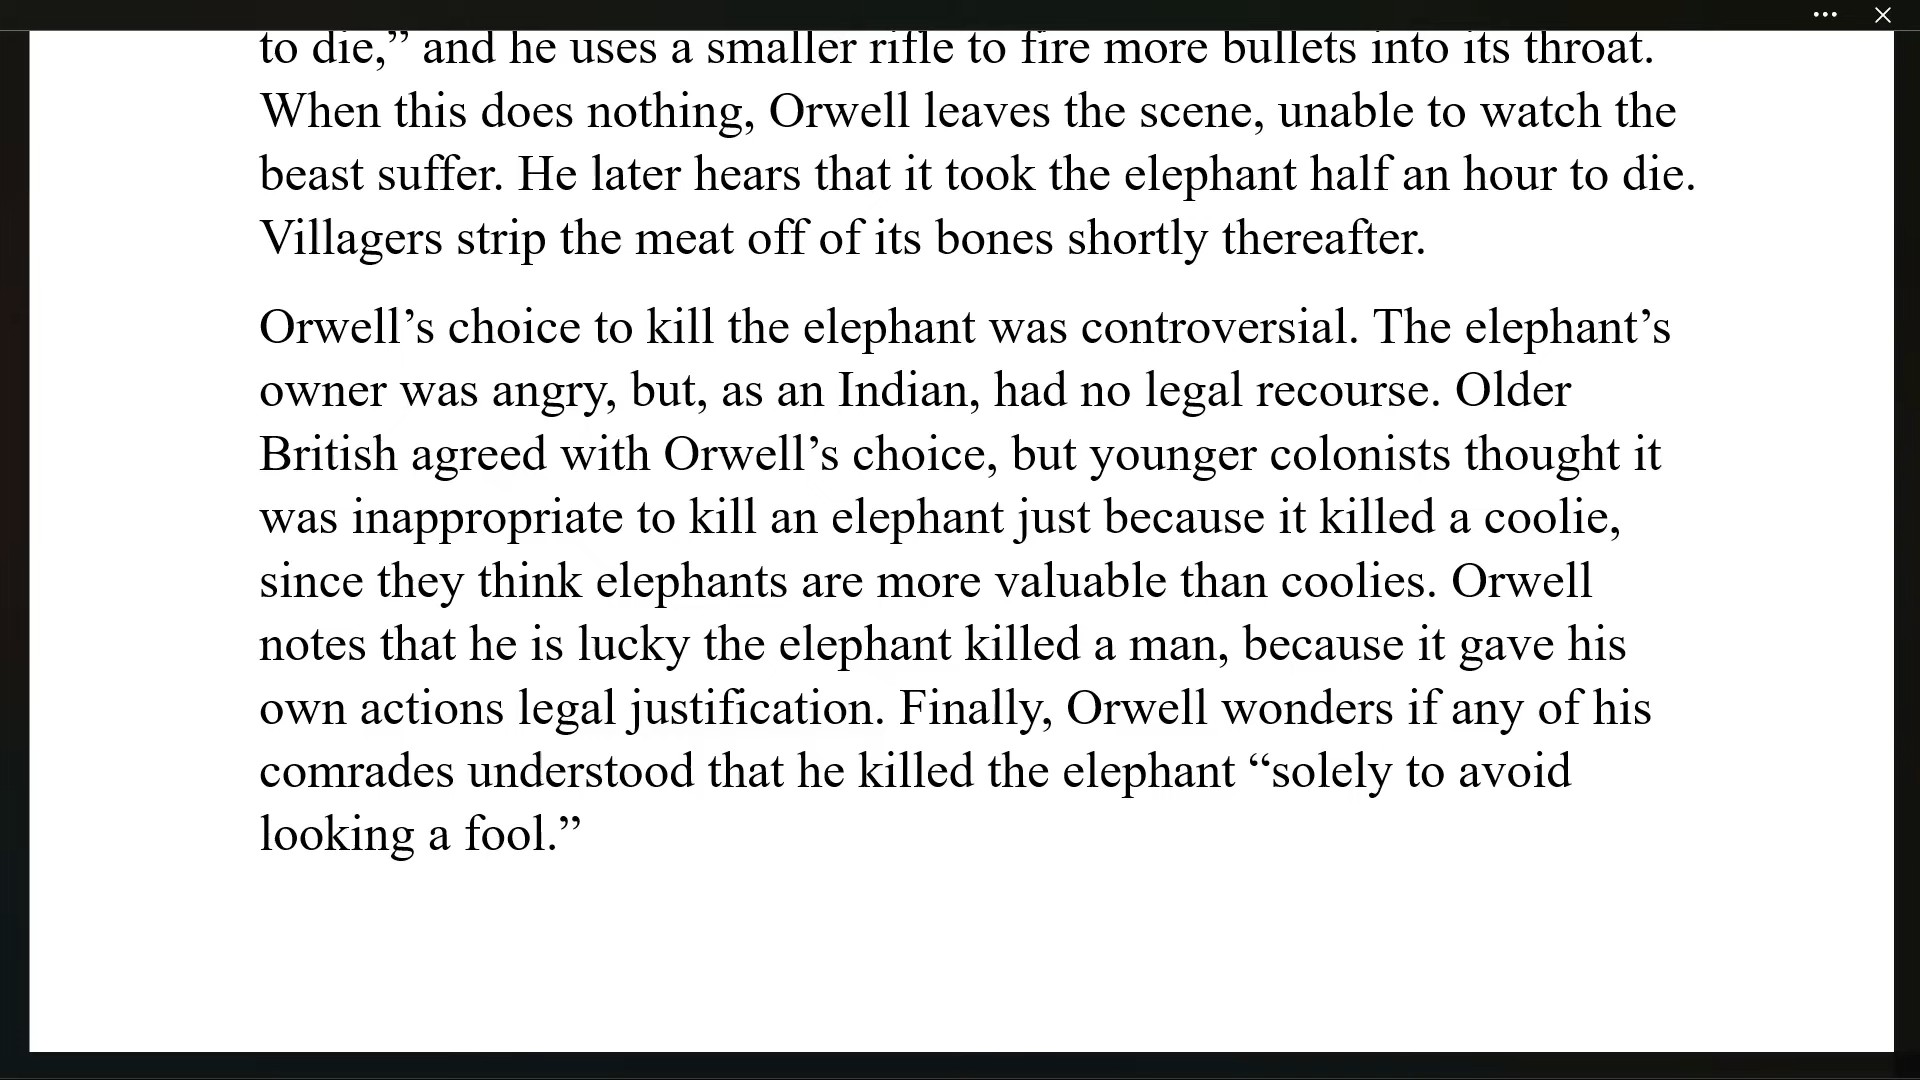 to die,” and he uses a smaller rifle to fire more bullets into its throat.
When this does nothing, Orwell leaves the scene, unable to watch the
beast suffer. He later hears that it took the elephant half an hour to die.
Villagers strip the meat off of its bones shortly thereafter.
Orwell’s choice to kill the elephant was controversial. The elephant’s
owner was angry, but, as an Indian, had no legal recourse. Older
British agreed with Orwell’s choice, but younger colonists thought it
was inappropriate to kill an elephant just because it killed a coolie,
since they think elephants are more valuable than coolies. Orwell
notes that he is lucky the elephant killed a man, because it gave his
own actions legal justification. Finally, Orwell wonders if any of his
comrades understood that he killed the elephant “solely to avoid
looking a fool.”